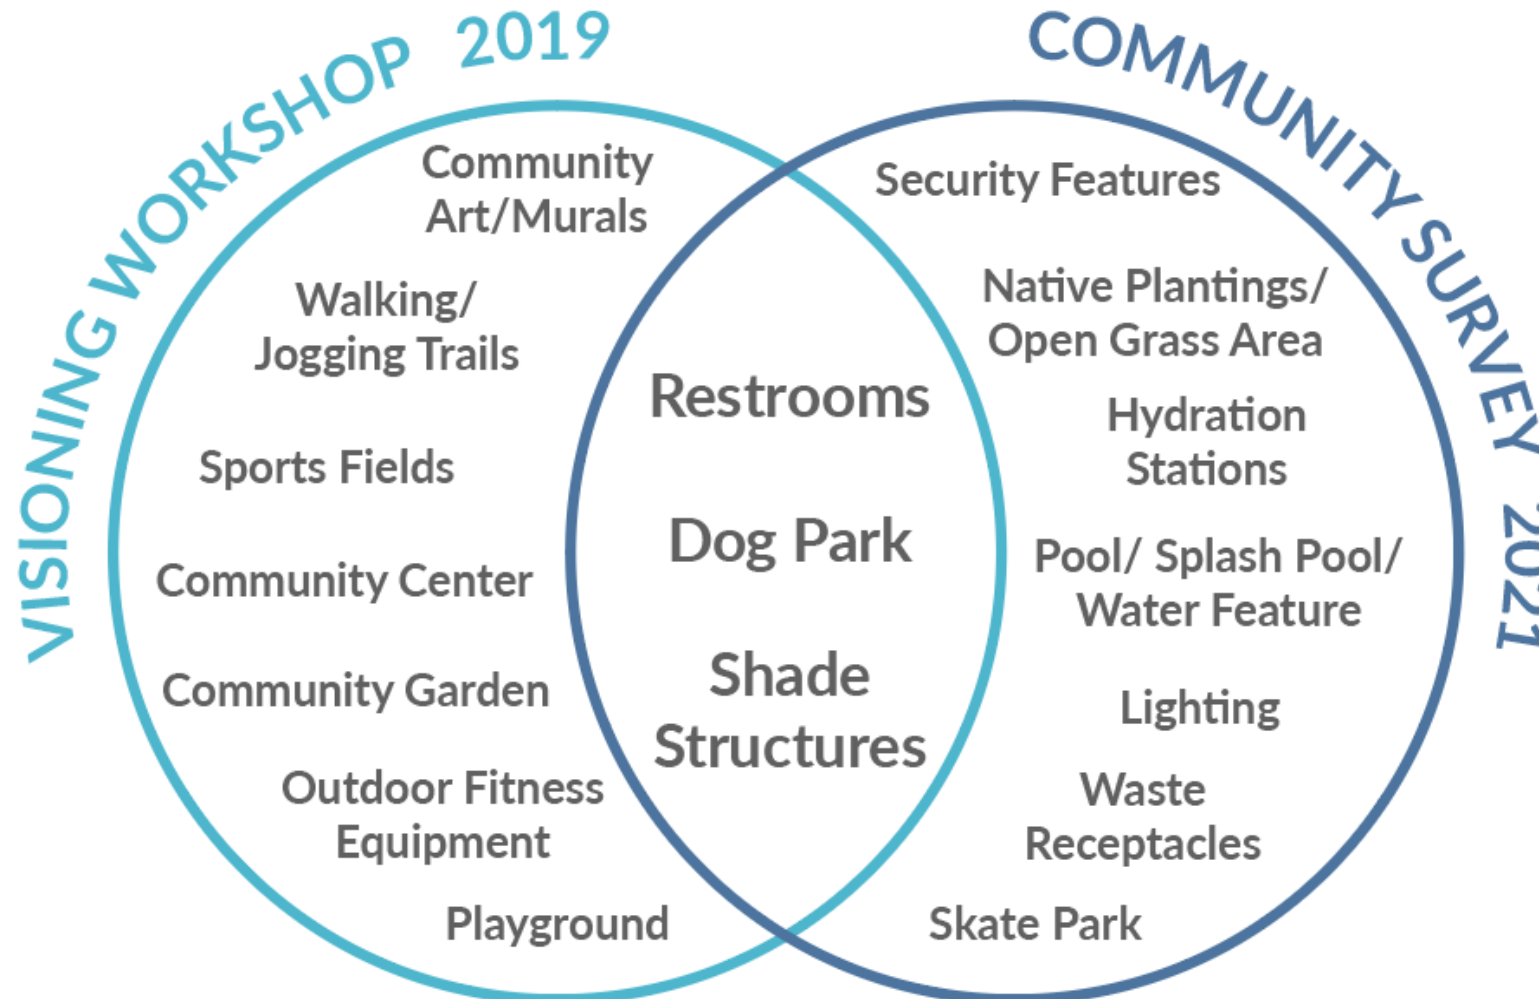 VISIONING WORKSHOP 2019
Community
Art/Murals
Walking/
Jogging Trails
Sports Fields
Community Center
Community Garden
Outdoor Fitness
Equipment
Playground
Restrooms
Dog Park
Shade
Structures
COMMUNITY SURVEY 2021
Security Features
Native Plantings/
Open Grass Area
Hydration
Stations
Pool/ Splash Pool/
Water Feature
Lighting
Waste
Receptacles
Skate Park